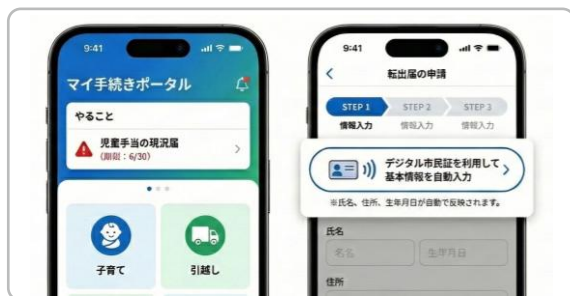 9:41
マイ手続きポータル
やること
児童手当の現況届
(期限：6/30)
子育て
引越し
9:41
転出届の申請
STEP 1
STEP 2
STEP 3
情報入力
情報入力
情報入力
デジタル市民証を利用して
基本情報を自動入力
※氏名、住所、生年月日が自動で反映されます。
氏名
名名
生年月日
住所